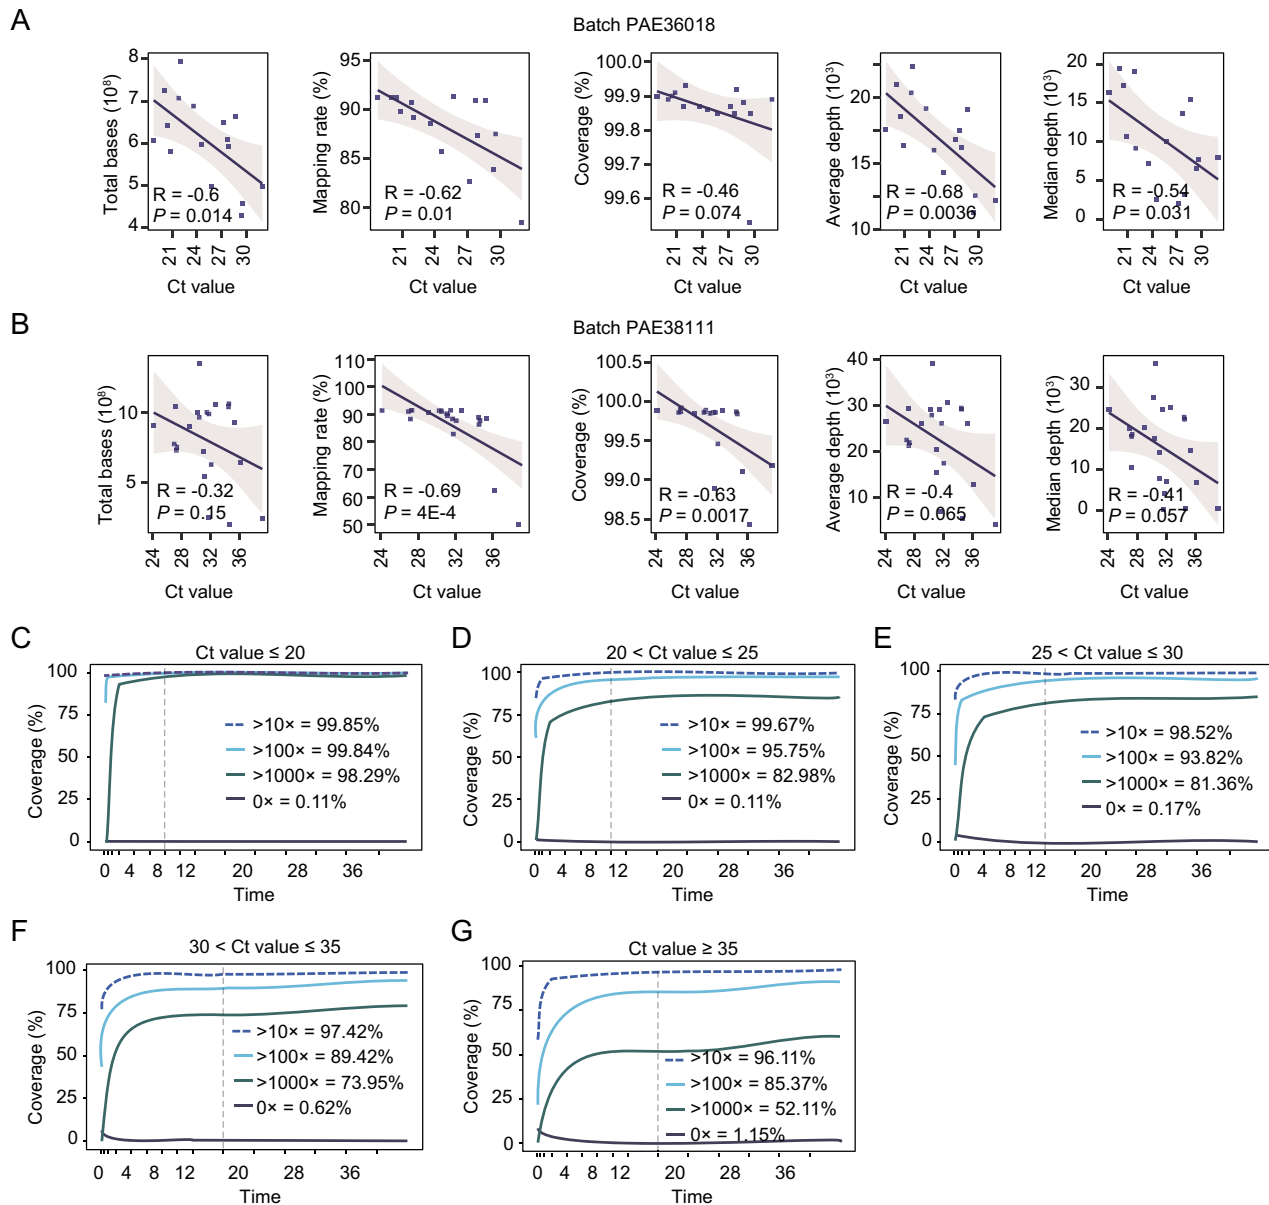 A
Batch PAE36018
Total bases (10⁸)
8
7
6
5
4
R = -0.6
P = 0.014
21 24 27 30
Ct value
Mapping rate (%)
95
90
85
80
R = -0.62
P = 0.01
21 24 27 30
Ct value
Coverage (%)
100.0
99.9
99.8
99.7
99.6
R = -0.46
P = 0.074
21 24 27 30
Ct value
Average depth (10³)
20
15
10
R = -0.68
P = 0.0036
21 24 27 30
Ct value
Median depth (10³)
20
15
10
5
0
R = -0.54
P = 0.031
21 24 27 30
Ct value
B
Batch PAE38111
Total bases (10⁸)
10
5
R = -0.32
P = 0.15
24 28 32 36
Ct value
Mapping rate (%)
110
100
90
80
70
60
50
R = -0.69
P = 4E-4
24 28 32 36
Ct value
Coverage (%)
100.5
100.0
99.5
99.0
98.5
R = -0.63
P = 0.0017
24 28 32 36
Ct value
Average depth (10³)
40
30
20
10
R = -0.4
P = 0.065
24 28 32 36
Ct value
Median depth (10³)
30
20
10
0
R = -0.41
P = 0.057
24 28 32 36
Ct value
C
Ct value ≤ 20
Coverage (%)
100
75
50
25
0
>10× = 99.85%
>100× = 99.84%
>1000× = 98.29%
0× = 0.11%
0 4 8 12 20 28 36
Time
D
20 < Ct value ≤ 25
Coverage (%)
100
75
50
25
0
>10× = 99.67%
>100× = 95.75%
>1000× = 82.98%
0× = 0.11%
0 4 8 12 20 28 36
Time
E
25 < Ct value ≤ 30
Coverage (%)
100
75
50
25
0
>10× = 98.52%
>100× = 93.82%
>1000× = 81.36%
0× = 0.17%
0 4 8 12 20 28 36
Time
F
30 < Ct value ≤ 35
Coverage (%)
100
75
50
25
0
>10× = 97.42%
>100× = 89.42%
>1000× = 73.95%
0× = 0.62%
0 4 8 12 20 28 36
Time
G
Ct value ≥ 35
Coverage (%)
100
75
50
25
0
>10× = 96.11%
>100× = 85.37%
>1000× = 52.11%
0× = 1.15%
0 4 8 12 20 28 36
Time